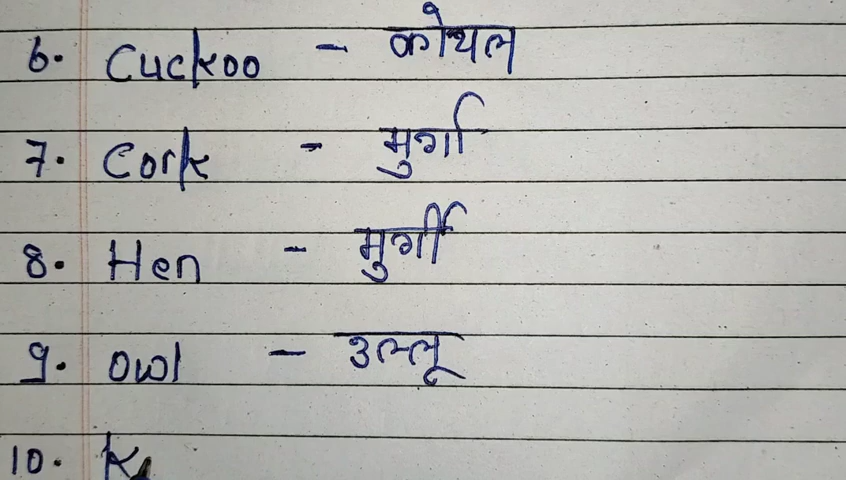 6. Cuckoo - कोयल
7. Cork - मुर्गा
8. Hen - मुर्गी
9. Owl - उल्लू
10. K